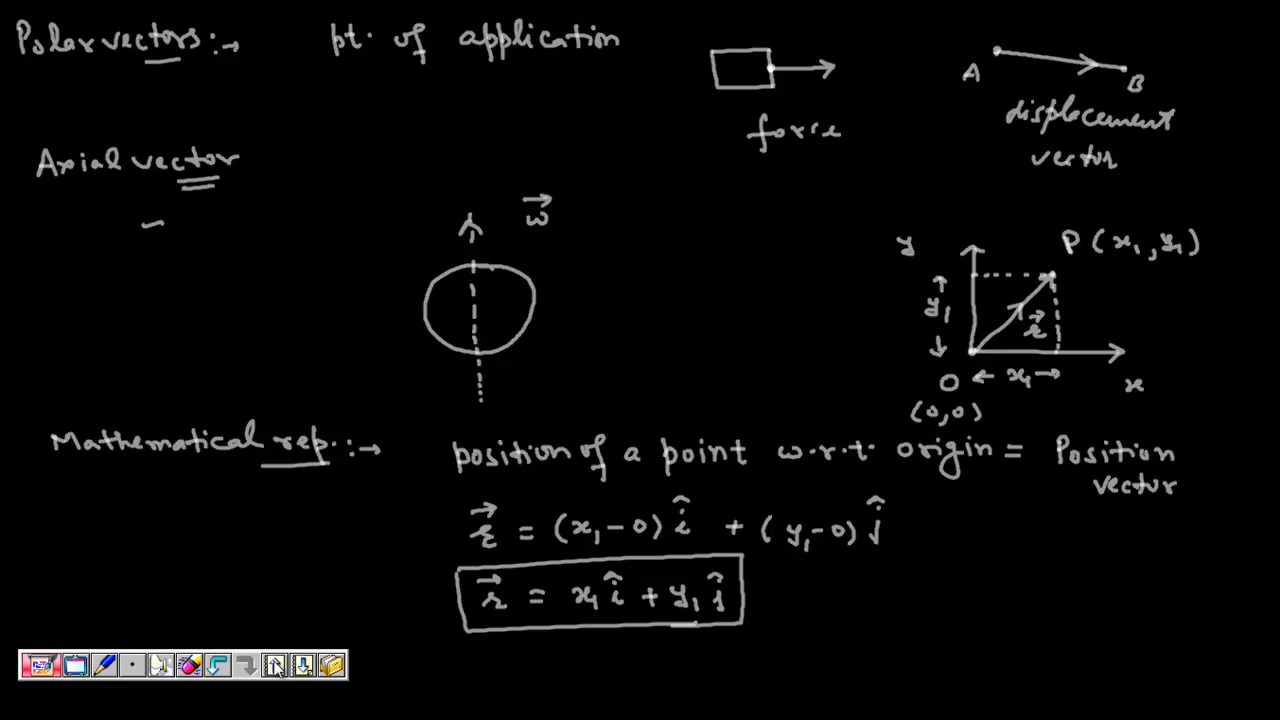 Polar vectors :→ pt. of application
A B
force
displacement
vector
Axial vector
ω⃗
y P (x₁, y₁)
y₁
r⃗
O x₁ x
(0,0)
Mathematical rep. :→ position of a point w.r.t. origin = Position
vector
r⃗ = (x₁-0) î + (y₁-0) ĵ
r⃗ = x₁ î + y₁ ĵ